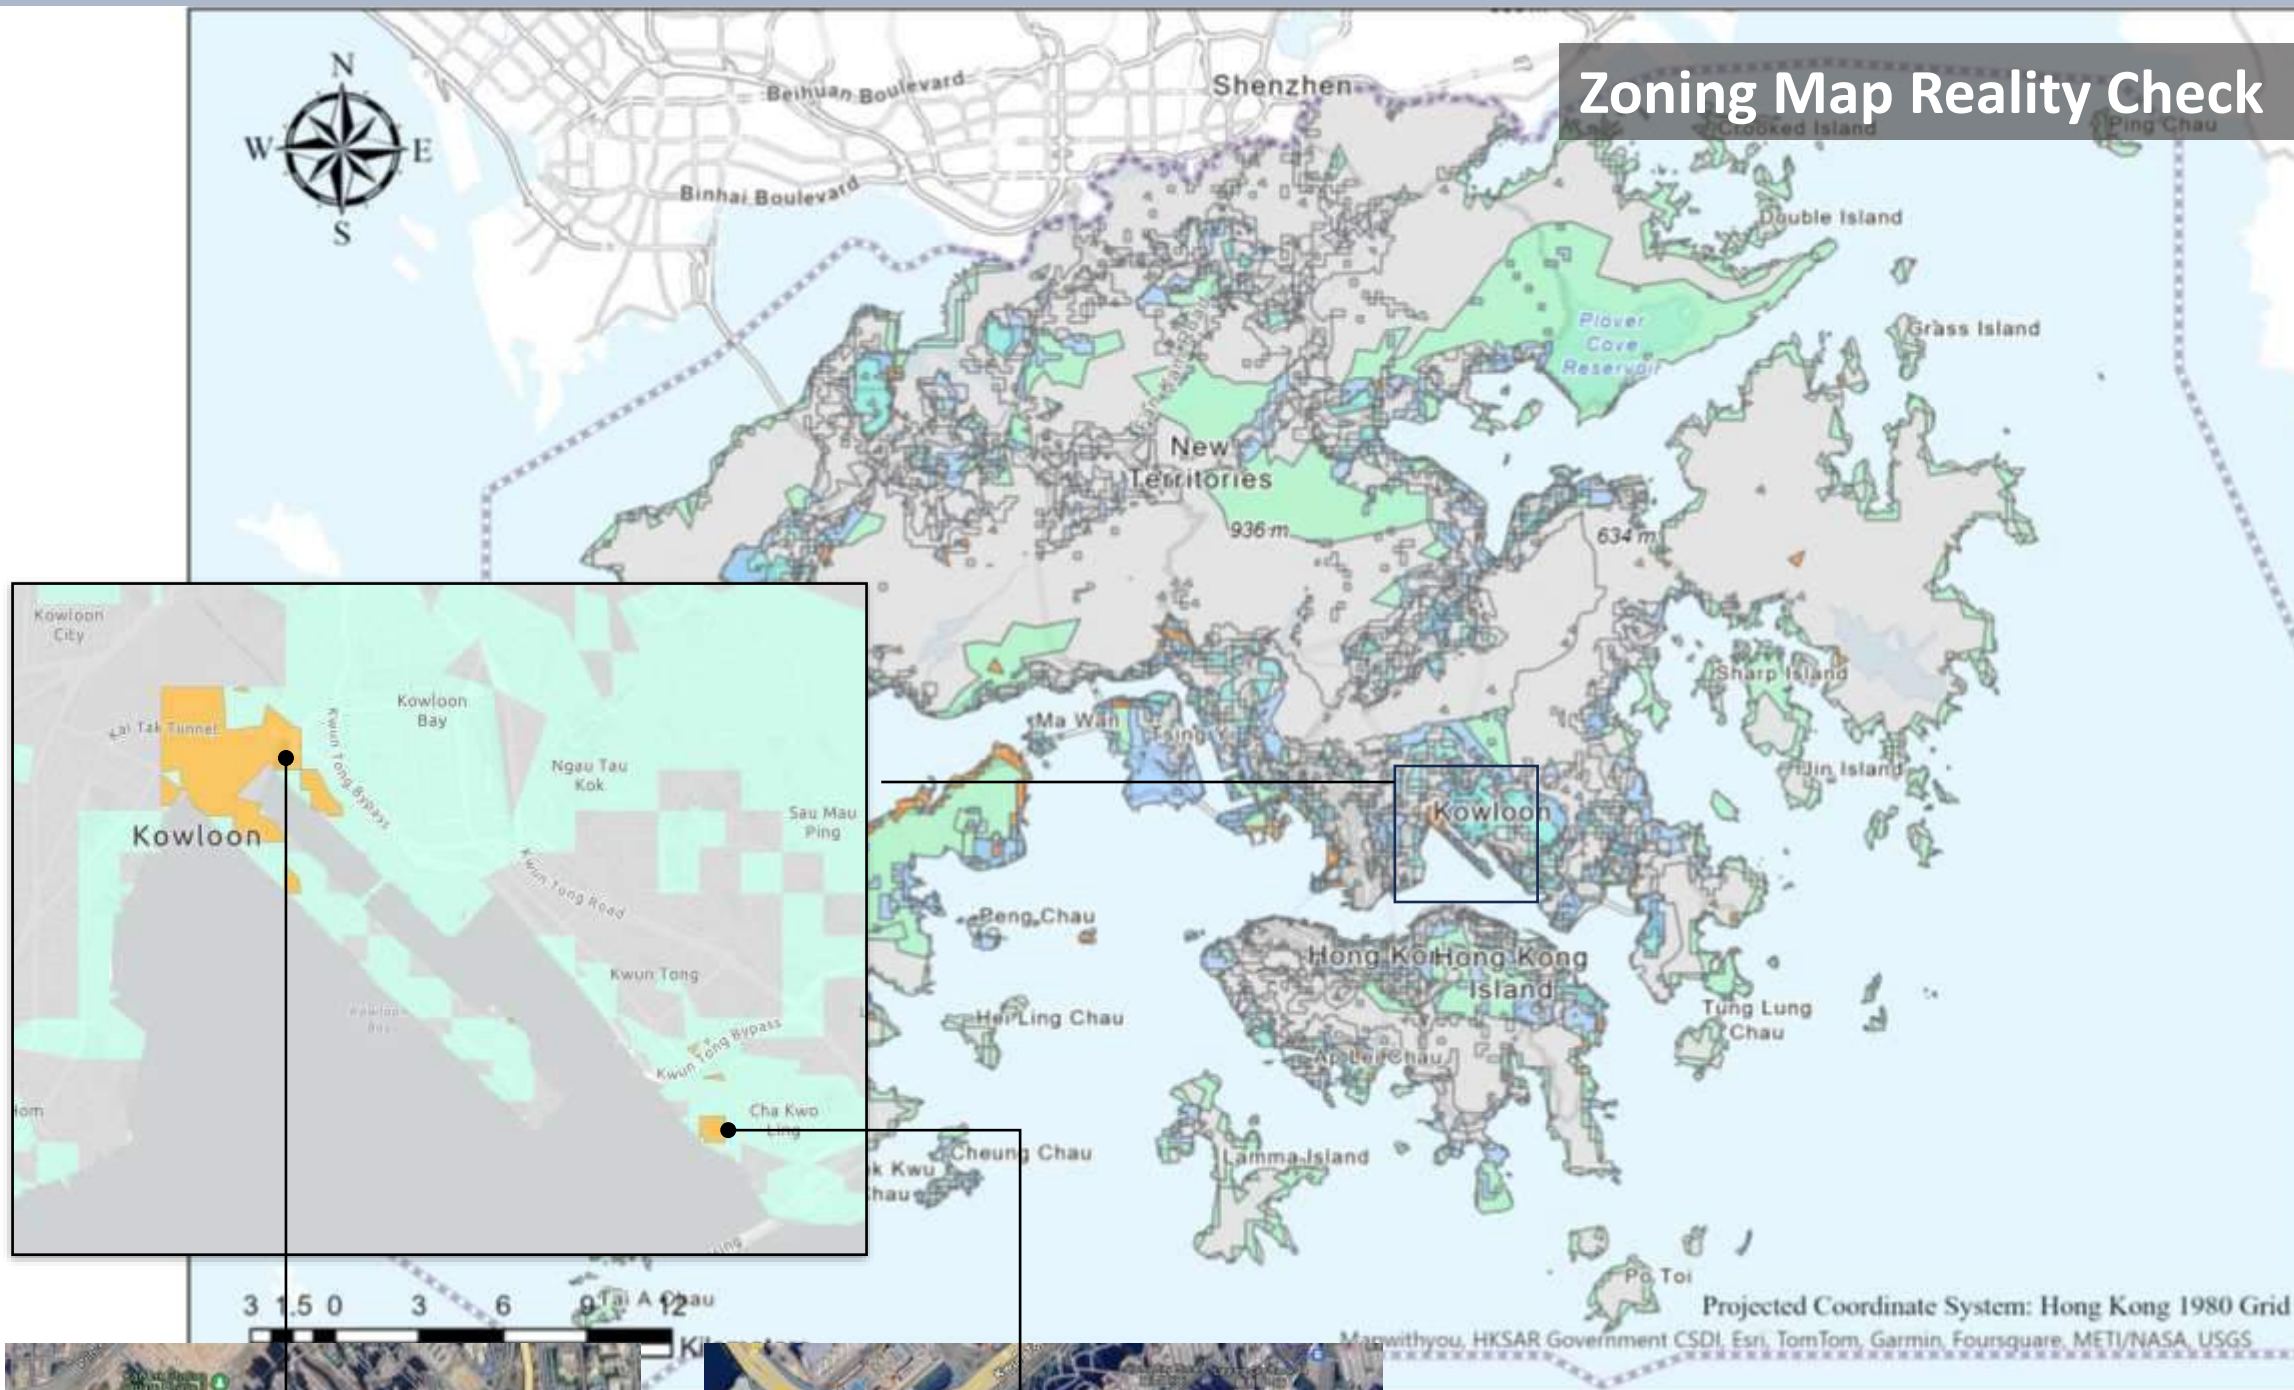 Zoning Map Reality Check
N
W
E
S
Shenzhen
Beihuan Boulevard
Binhai Boulevard
Crooked Island
Ping Chau
Double Island
Grass Island
Plover
Cove
Reservoir
New
Territories
936 m
634 m
Sharp Island
Jin Island
Ma Wan
Kowloon
Peng Chau
Hong Kong
Island
Hei Ling Chau
Ap Lei Chau
Tung Lung
Chau
Cheung Chau
Lamma Island
Po Toi
Kowloon
City
Kai Tak Tunnel
Kwun Tong Bypass
Kowloon
Bay
Ngau Tau
Kok
Sau Mau
Ping
Kowloon
Kwun Tong Road
Kwun Tong
Kowloon
Bay
Kwun Tong Bypass
Cha Kwo
Ling
3 1.5 0 3 6 9 12
Tai A Chau
Projected Coordinate System: Hong Kong 1980 Grid
Mapwithyou, HKSAR Government CSDI, Esri, TomTom, Garmin, Foursquare, METI/NASA, USGS